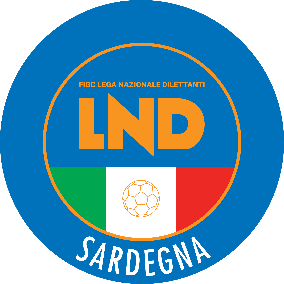 FIGC LEGA NAZIONALE DILETTANTI
LND
SARDEGNA